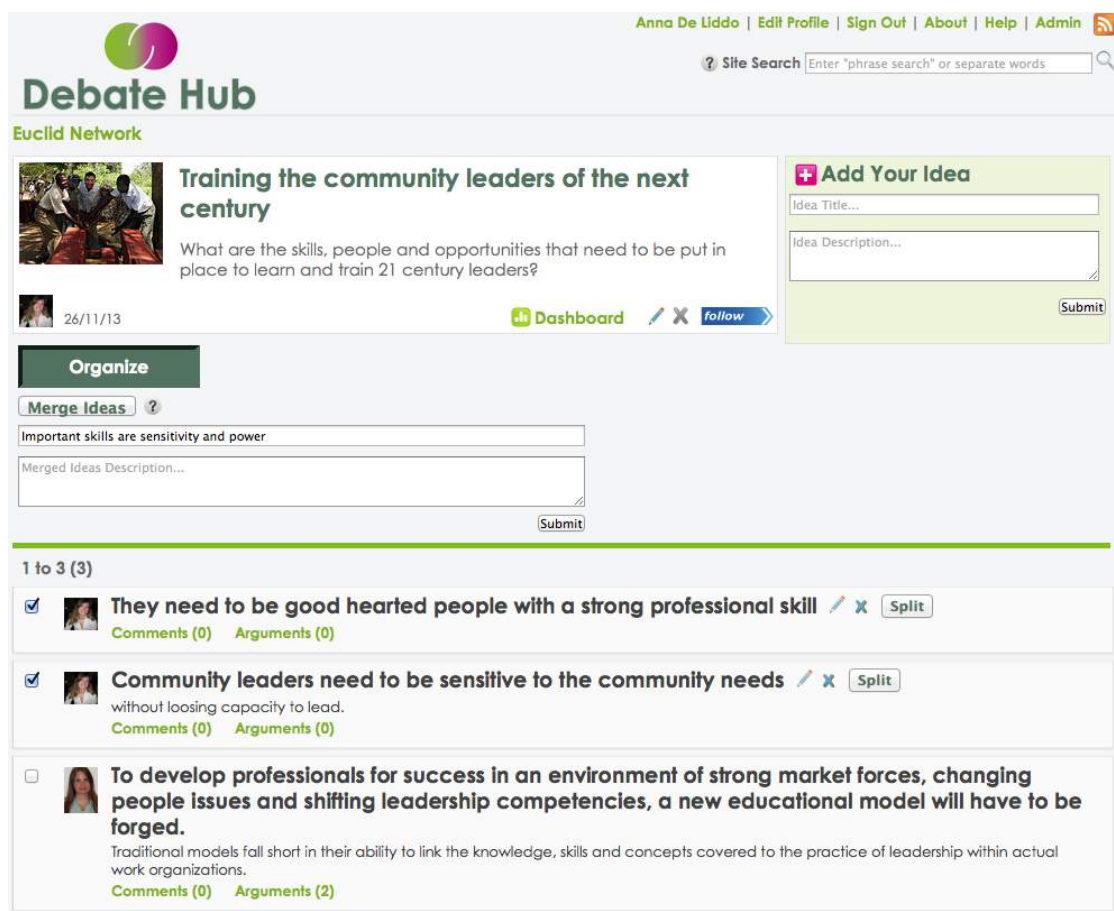 Anna De Liddo | Edit Profile | Sign Out | About | Help | Admin
? Site Search Enter "phrase search" or separate words
Debate Hub
Euclid Network
Training the community leaders of the next
century
What are the skills, people and opportunities that need to be put in
place to learn and train 21 century leaders?
26/11/13
Dashboard
follow
Add Your Idea
Idea Title...
Idea Description...
Submit
Organize
Merge Ideas ?
Important skills are sensitivity and power
Merged Ideas Description...
Submit
1 to 3 (3)
They need to be good hearted people with a strong professional skill Split
Comments (0) Arguments (0)
Community leaders need to be sensitive to the community needs Split
without loosing capacity to lead.
Comments (0) Arguments (0)
To develop professionals for success in an environment of strong market forces, changing
people issues and shifting leadership competencies, a new educational model will have to be
forged.
Traditional models fall short in their ability to link the knowledge, skills and concepts covered to the practice of leadership within actual
work organizations.
Comments (0) Arguments (2)